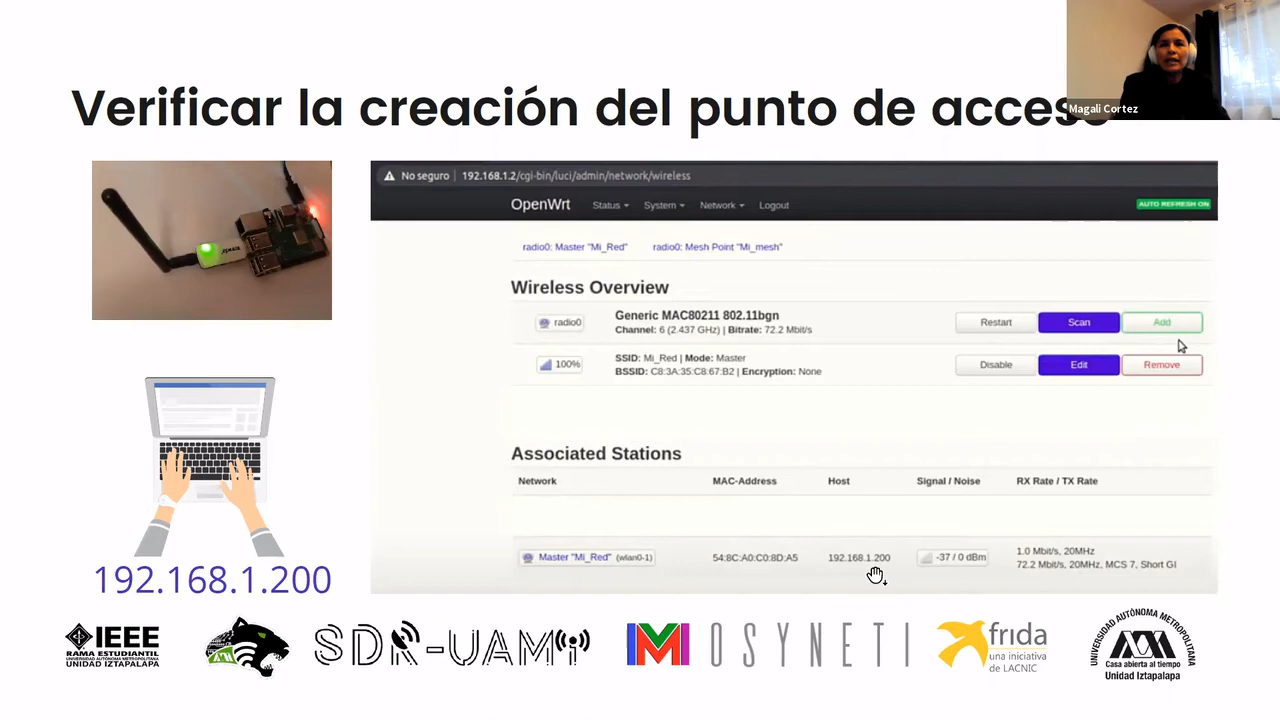 Verificar la creación del punto de acceso
Magali Cortez
No seguro | 192.168.1.2/cgi-bin/luci/admin/network/wireless
OpenWrt Status System Network Logout AUTO REFRESH ON
radio0: Master "Mi_Red" radio0: Mesh Point "Mi_mesh"
Wireless Overview
radio0 Generic MAC80211 802.11bgn Restart Scan Add
Channel: 6 (2.437 GHz) | Bitrate: 72.2 Mbit/s
100% SSID: Mi_Red | Mode: Master Disable Edit Remove
BSSID: C8:3A:35:C8:67:B2 | Encryption: None
Associated Stations
Network MAC-Address Host Signal / Noise RX Rate / TX Rate
Master "Mi_Red" (wlan0-1) 54:8C:A0:C0:8D:A5 192.168.1.200 -37 / 0 dBm 1.0 Mbit/s, 20MHz
72.2 Mbit/s, 20MHz, MCS 7, Short GI
192.168.1.200
IEEE
RAMA ESTUDIANTIL
UNIVERSIDAD AUTÓNOMA METROPOLITANA
UNIDAD IZTAPALAPA
SDR-UAMi
MOSYNETI
frida
una iniciativa
de LACNIC
UNIVERSIDAD AUTÓNOMA METROPOLITANA
Casa abierta al tiempo
Unidad Iztapalapa